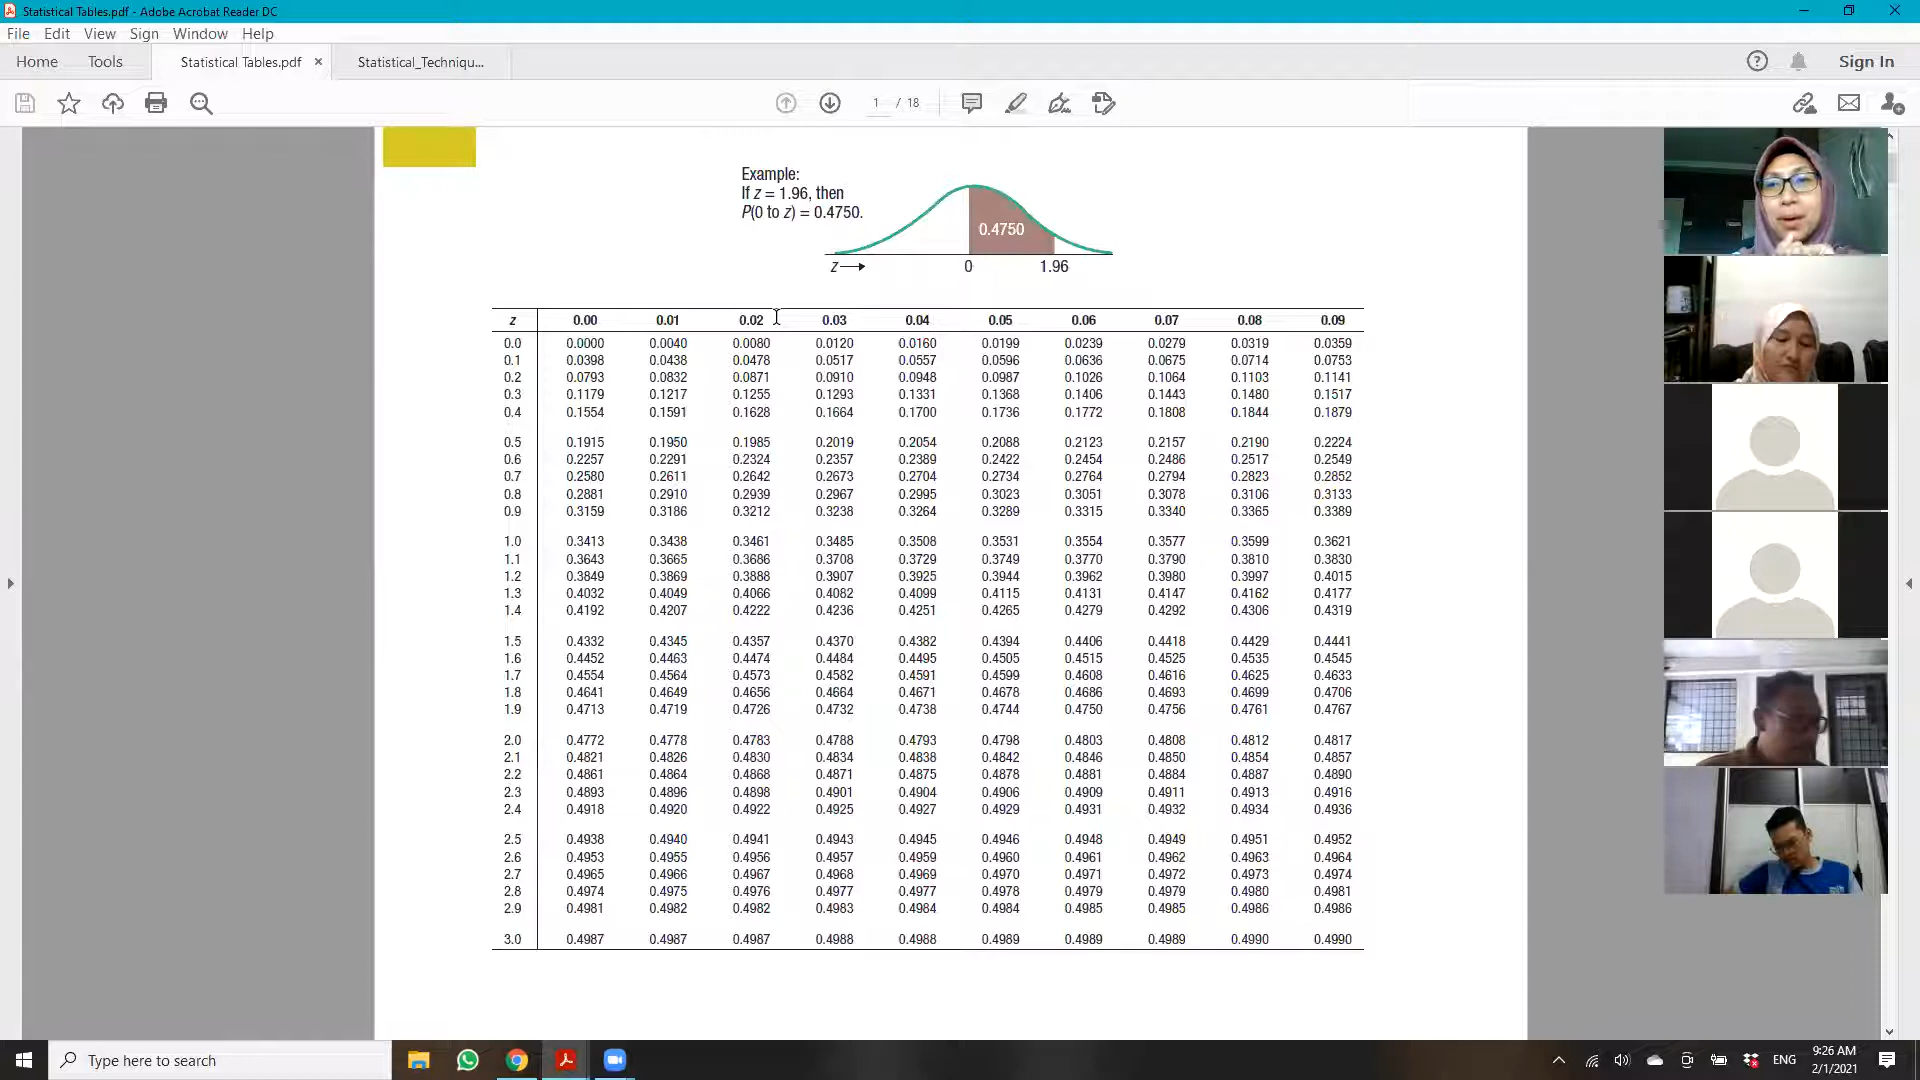 Statistical Tables.pdf - Adobe Acrobat Reader DC
File Edit View Sign Window Help
Home Tools Statistical Tables.pdf × Statistical_Techniqu... Sign In
1 / 18
Example:
If z = 1.96, then
P(0 to z) = 0.4750.
0.4750
z 0 1.96
z 0.00 0.01 0.02 0.03 0.04 0.05 0.06 0.07 0.08 0.09
0.0 0.0000 0.0040 0.0080 0.0120 0.0160 0.0199 0.0239 0.0279 0.0319 0.0359
0.1 0.0398 0.0438 0.0478 0.0517 0.0557 0.0596 0.0636 0.0675 0.0714 0.0753
0.2 0.0793 0.0832 0.0871 0.0910 0.0948 0.0987 0.1026 0.1064 0.1103 0.1141
0.3 0.1179 0.1217 0.1255 0.1293 0.1331 0.1368 0.1406 0.1443 0.1480 0.1517
0.4 0.1554 0.1591 0.1628 0.1664 0.1700 0.1736 0.1772 0.1808 0.1844 0.1879
0.5 0.1915 0.1950 0.1985 0.2019 0.2054 0.2088 0.2123 0.2157 0.2190 0.2224
0.6 0.2257 0.2291 0.2324 0.2357 0.2389 0.2422 0.2454 0.2486 0.2517 0.2549
0.7 0.2580 0.2611 0.2642 0.2673 0.2704 0.2734 0.2764 0.2794 0.2823 0.2852
0.8 0.2881 0.2910 0.2939 0.2967 0.2995 0.3023 0.3051 0.3078 0.3106 0.3133
0.9 0.3159 0.3186 0.3212 0.3238 0.3264 0.3289 0.3315 0.3340 0.3365 0.3389
1.0 0.3413 0.3438 0.3461 0.3485 0.3508 0.3531 0.3554 0.3577 0.3599 0.3621
1.1 0.3643 0.3665 0.3686 0.3708 0.3729 0.3749 0.3770 0.3790 0.3810 0.3830
1.2 0.3849 0.3869 0.3888 0.3907 0.3925 0.3944 0.3962 0.3980 0.3997 0.4015
1.3 0.4032 0.4049 0.4066 0.4082 0.4099 0.4115 0.4131 0.4147 0.4162 0.4177
1.4 0.4192 0.4207 0.4222 0.4236 0.4251 0.4265 0.4279 0.4292 0.4306 0.4319
1.5 0.4332 0.4345 0.4357 0.4370 0.4382 0.4394 0.4406 0.4418 0.4429 0.4441
1.6 0.4452 0.4463 0.4474 0.4484 0.4495 0.4505 0.4515 0.4525 0.4535 0.4545
1.7 0.4554 0.4564 0.4573 0.4582 0.4591 0.4599 0.4608 0.4616 0.4625 0.4633
1.8 0.4641 0.4649 0.4656 0.4664 0.4671 0.4678 0.4686 0.4693 0.4699 0.4706
1.9 0.4713 0.4719 0.4726 0.4732 0.4738 0.4744 0.4750 0.4756 0.4761 0.4767
2.0 0.4772 0.4778 0.4783 0.4788 0.4793 0.4798 0.4803 0.4808 0.4812 0.4817
2.1 0.4821 0.4826 0.4830 0.4834 0.4838 0.4842 0.4846 0.4850 0.4854 0.4857
2.2 0.4861 0.4864 0.4868 0.4871 0.4875 0.4878 0.4881 0.4884 0.4887 0.4890
2.3 0.4893 0.4896 0.4898 0.4901 0.4904 0.4906 0.4909 0.4911 0.4913 0.4916
2.4 0.4918 0.4920 0.4922 0.4925 0.4927 0.4929 0.4931 0.4932 0.4934 0.4936
2.5 0.4938 0.4940 0.4941 0.4943 0.4945 0.4946 0.4948 0.4949 0.4951 0.4952
2.6 0.4953 0.4955 0.4956 0.4957 0.4959 0.4960 0.4961 0.4962 0.4963 0.4964
2.7 0.4965 0.4966 0.4967 0.4968 0.4969 0.4970 0.4971 0.4972 0.4973 0.4974
2.8 0.4974 0.4975 0.4976 0.4977 0.4977 0.4978 0.4979 0.4979 0.4980 0.4981
2.9 0.4981 0.4982 0.4982 0.4983 0.4984 0.4984 0.4985 0.4985 0.4986 0.4986
3.0 0.4987 0.4987 0.4987 0.4988 0.4988 0.4989 0.4989 0.4989 0.4990 0.4990
Type here to search ENG 9:26 AM
2/1/2021